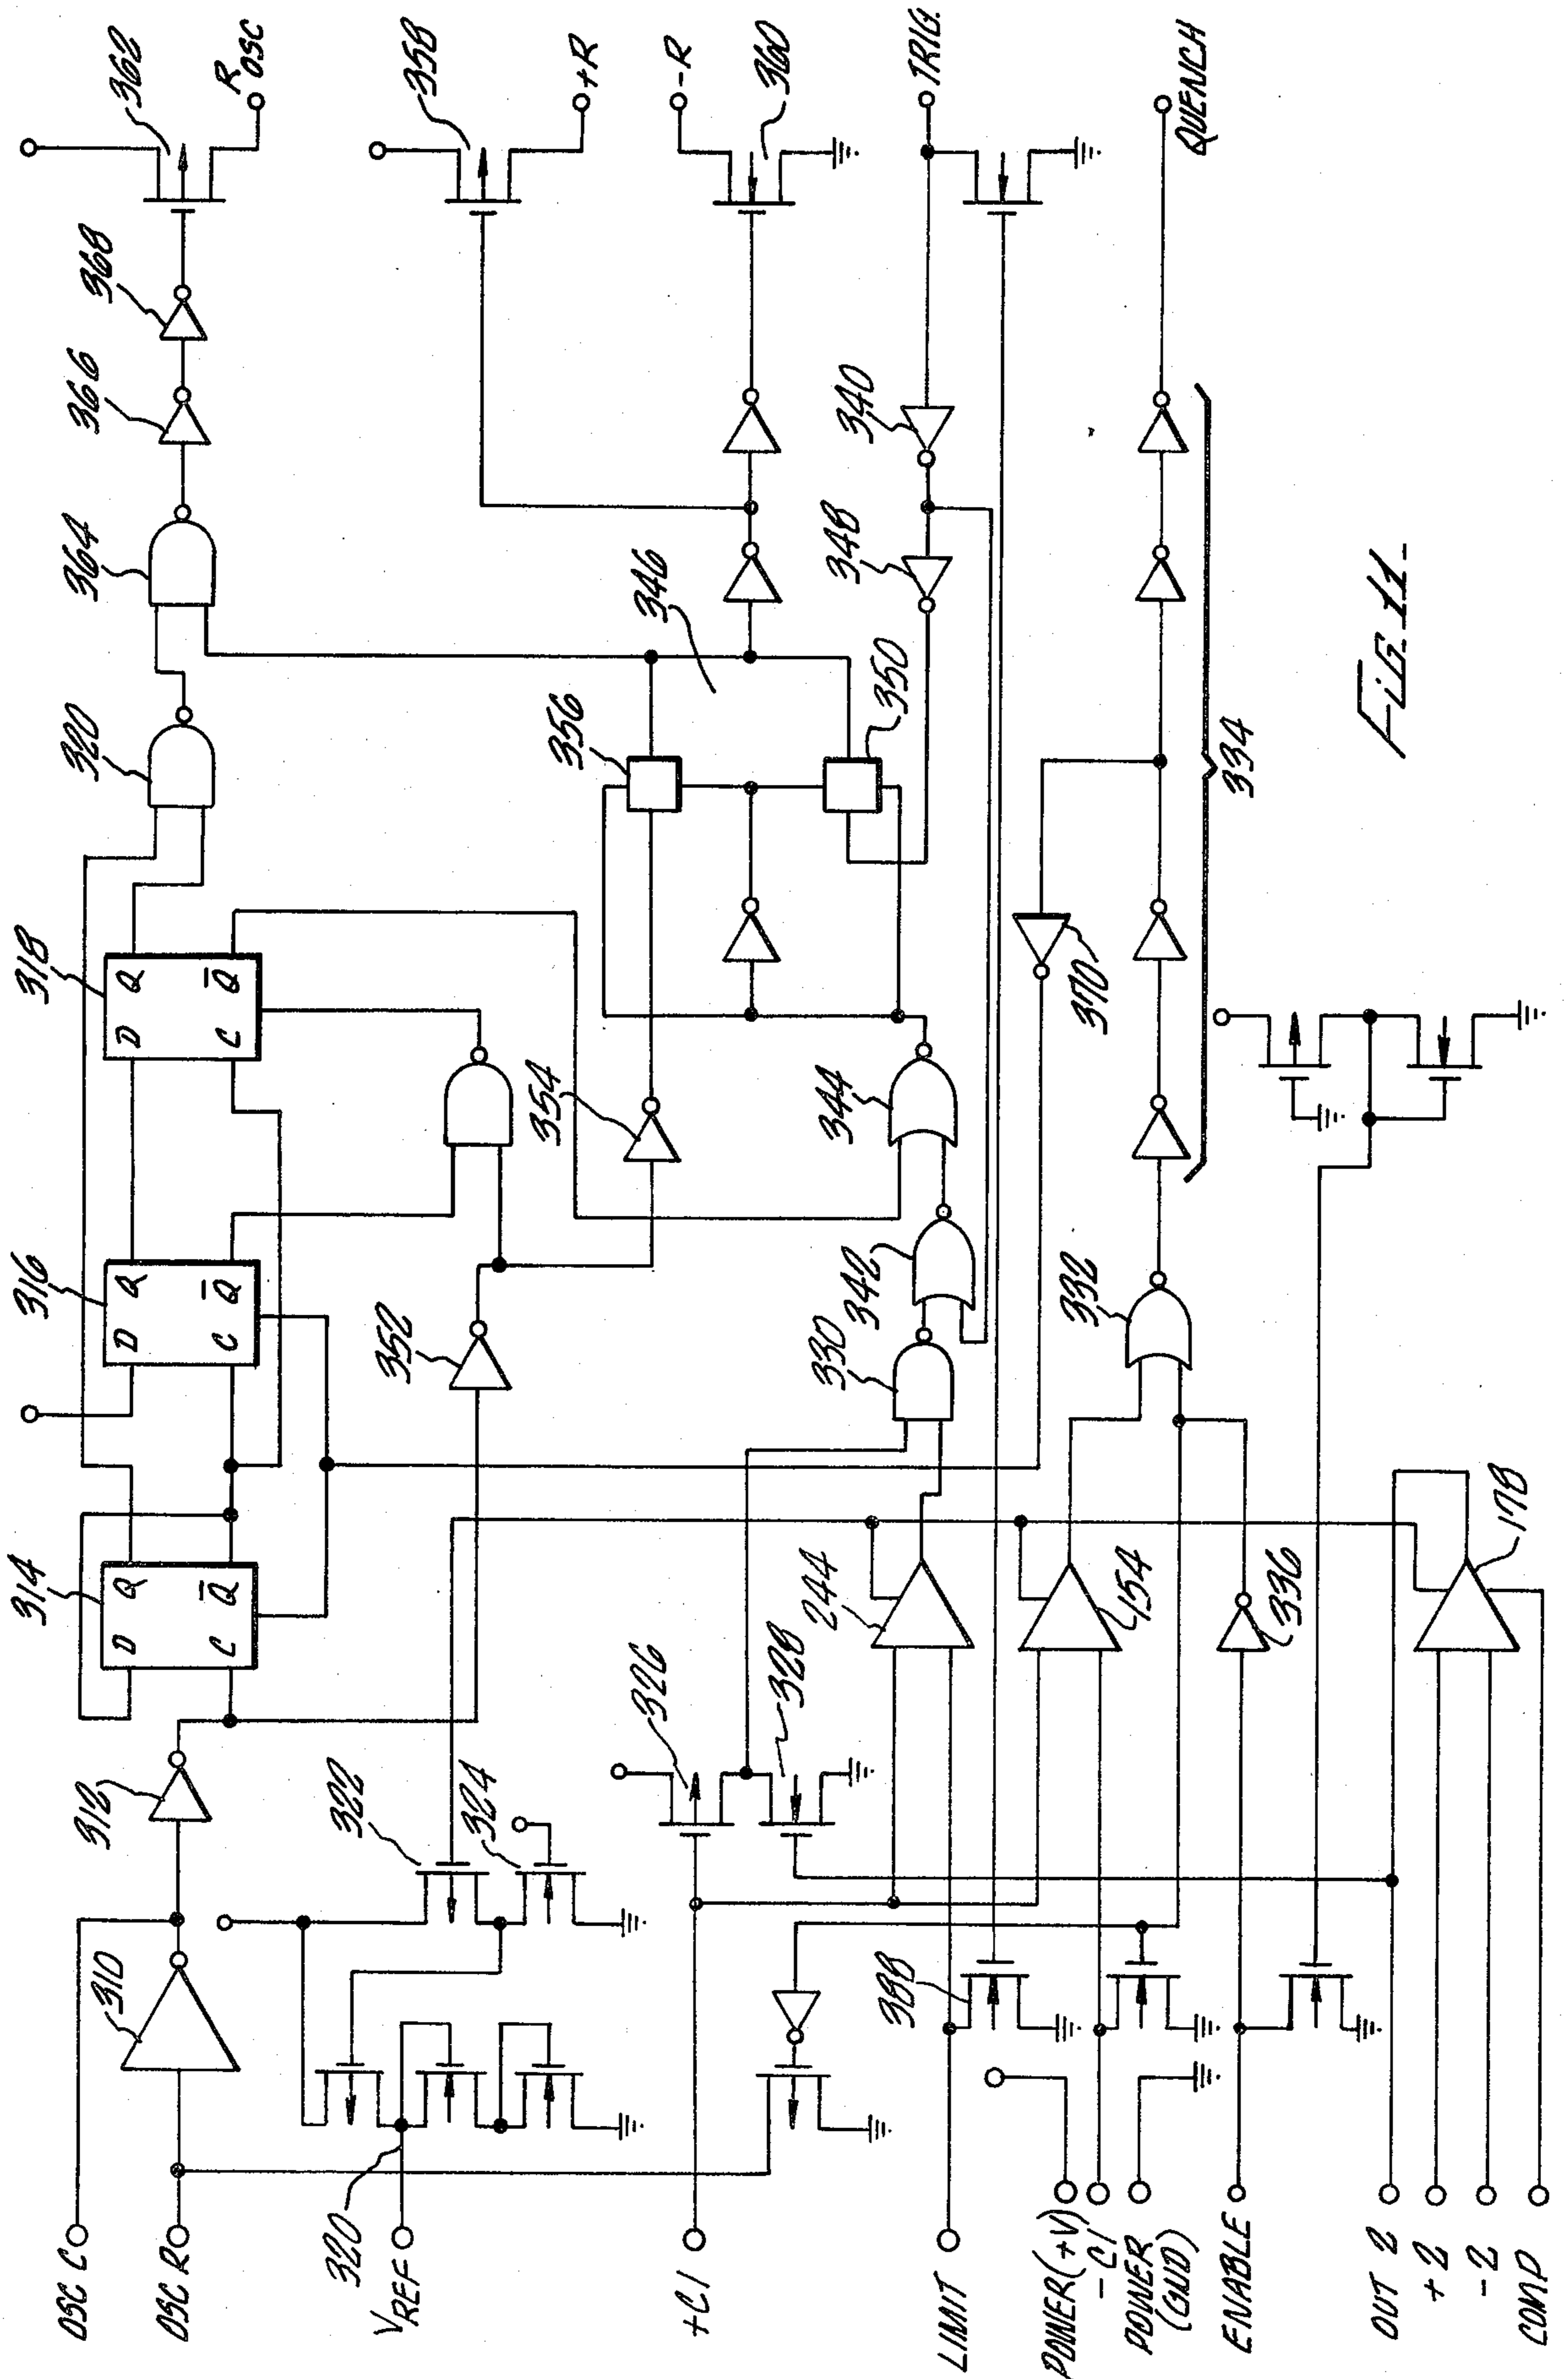 OSC C
OSC R
VREF
+C1
LIMIT
POWER(+V)
-C1
POWER
(GND)
ENABLE
OUT 2
+2
-2
COMP
310
312
314
D Q
C Q̅
316
D Q
C Q̅
318
D Q
C Q̅
320
364
366
368
362
ROSC
358
+R
-R
360
TRIG.
QUENCH
320
322
324
326
328
352
354
356
346
350
348
340
330
342
344
244
154
388
336
332
334
370
178
FIG. 11.